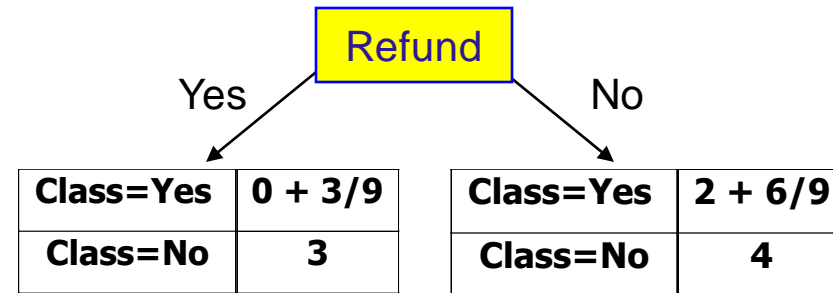 Refund
Yes No
Class=Yes 0 + 3/9 Class=Yes 2 + 6/9
Class=No 3 Class=No 4